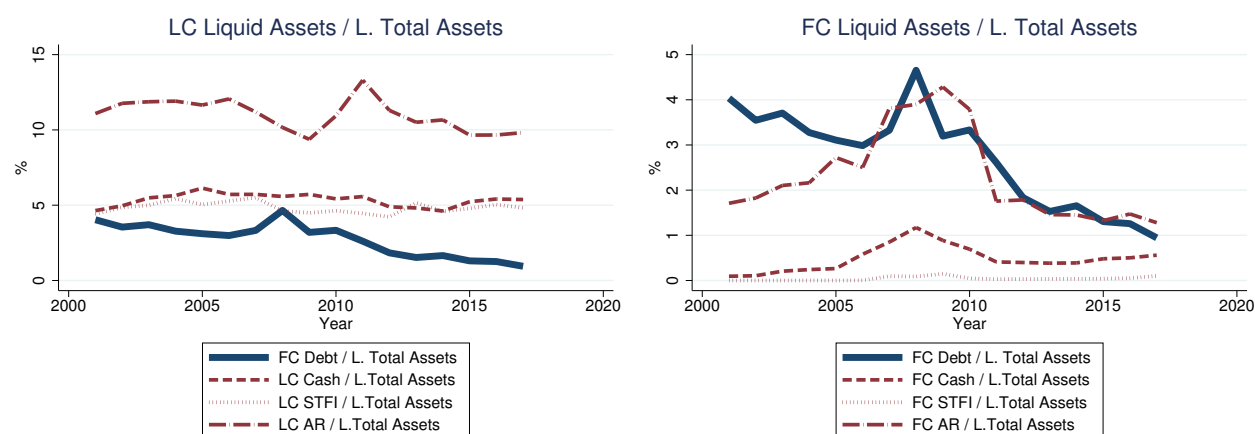 LC Liquid Assets / L. Total Assets
15
10
5
0
%
2000 2005 2010 2015 2020
Year
FC Debt / L. Total Assets
LC Cash / L.Total Assets
LC STFI / L.Total Assets
LC AR / L.Total Assets
FC Liquid Assets / L. Total Assets
5
4
3
2
1
0
%
2000 2005 2010 2015 2020
Year
FC Debt / L. Total Assets
FC Cash / L.Total Assets
FC STFI / L.Total Assets
FC AR / L.Total Assets